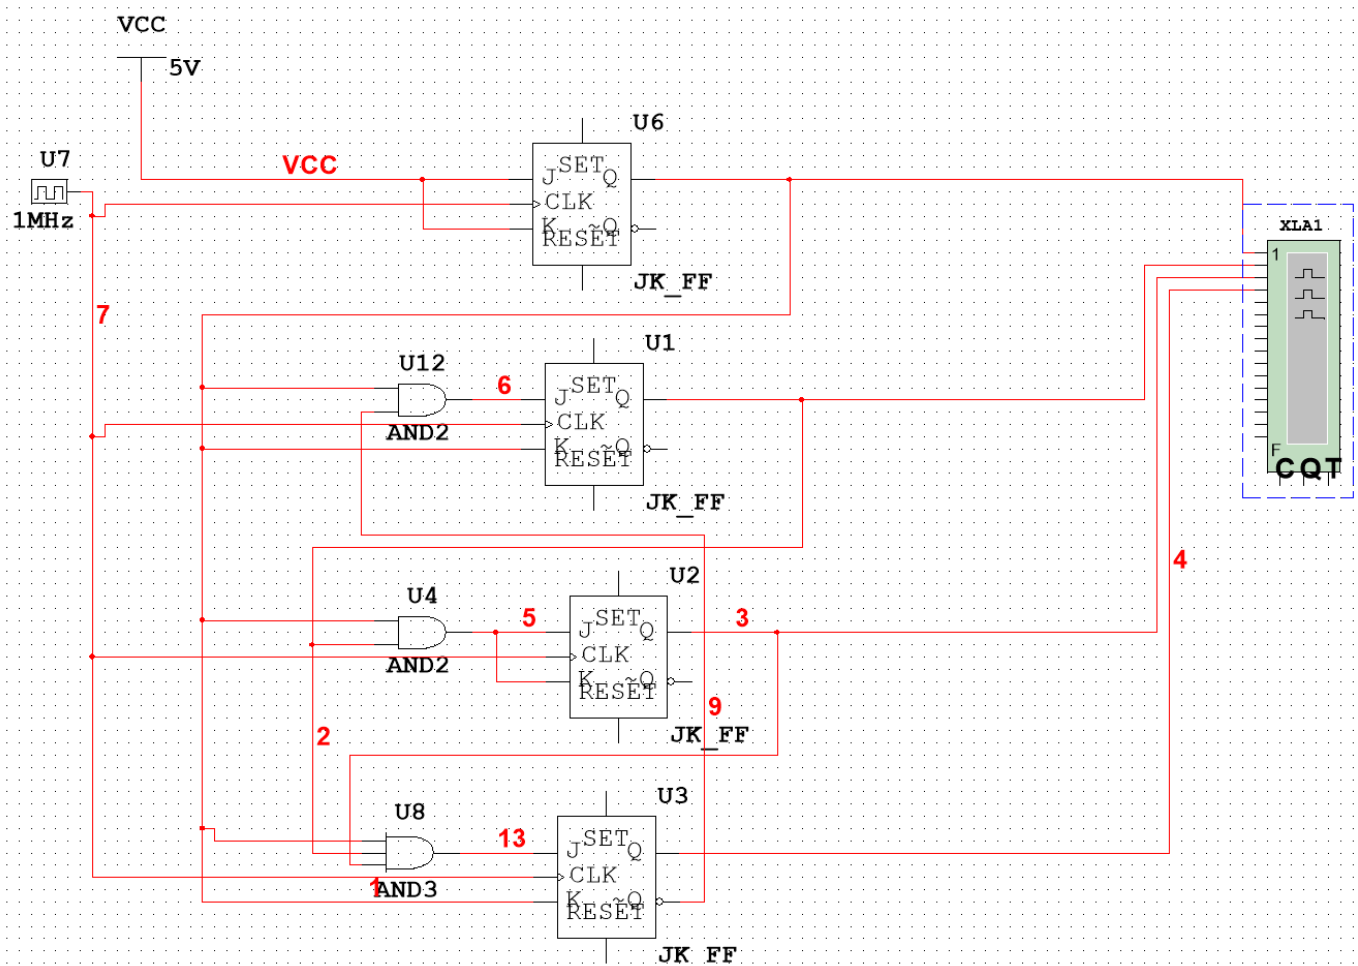 VCC
5V
U6
U7
VCC
J SET Q
CLK
K ~Q
RESET
1MHz
JK_FF
XLA1
1
7
U1
U12
6
J SET Q
CLK
K ~Q
RESET
AND2
F
C Q T
JK_FF
4
U2
U4
5
J SET Q
3
CLK
AND2
K ~Q
RESET
9
JK_FF
2
U3
U8
13
J SET Q
CLK
1
AND3
K ~Q
RESET
JK_FF